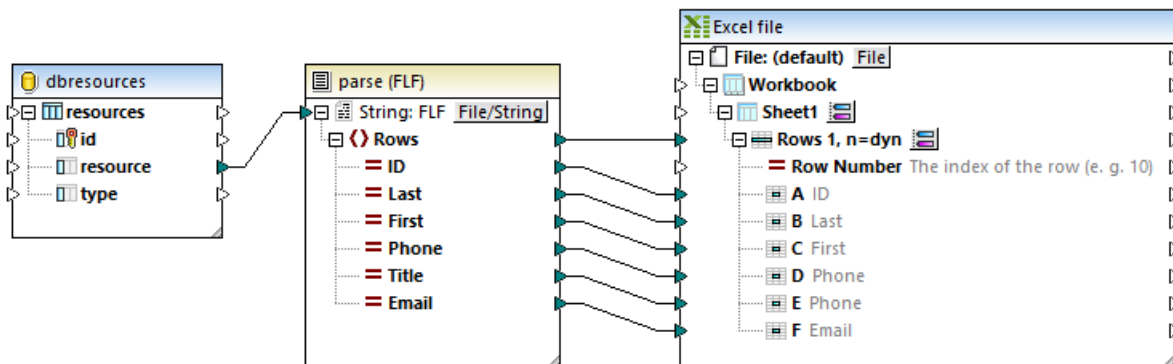 dbresources
resources
id
resource
type
parse (FLF)
String: FLF File/String
Rows
ID
Last
First
Phone
Title
Email
Excel file
File: (default) File
Workbook
Sheet1
Rows 1, n=dyn
Row Number The index of the row (e. g. 10)
A ID
B Last
C First
D Phone
E Phone
F Email